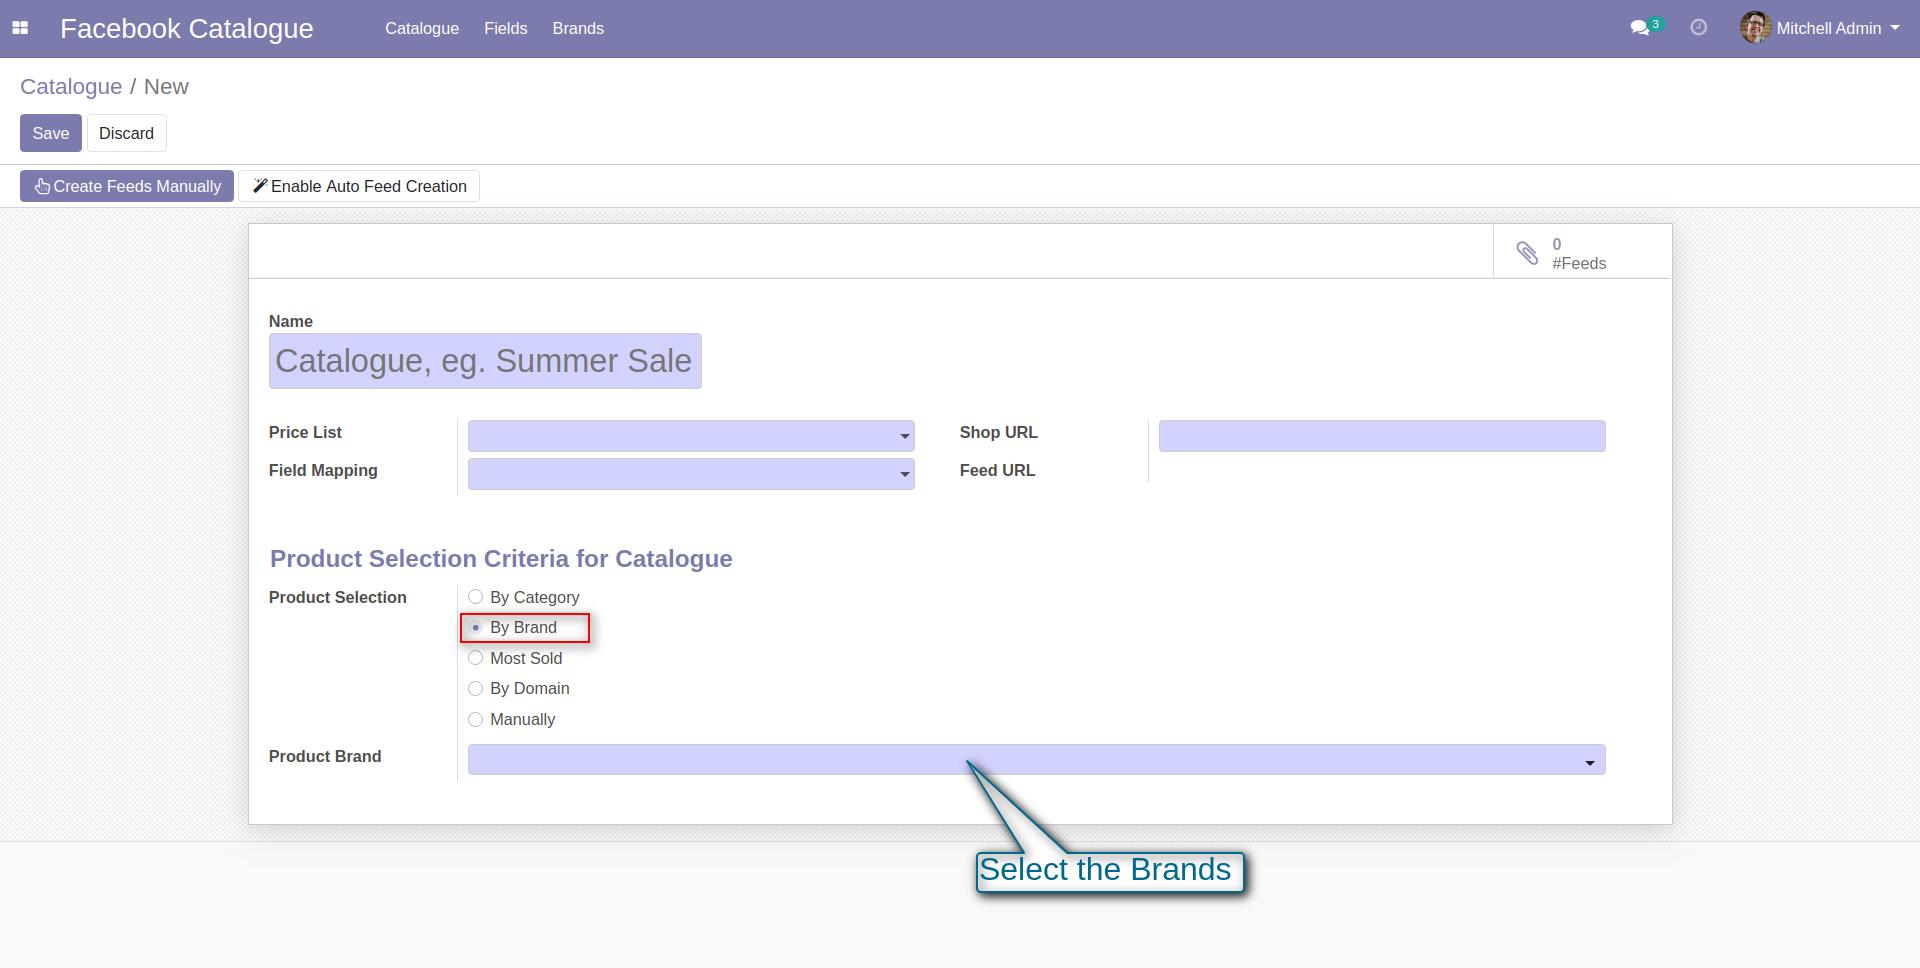 Facebook Catalogue Catalogue Fields Brands 3 Mitchell Admin
Catalogue / New
Save Discard
Create Feeds Manually Enable Auto Feed Creation
0
#Feeds
Name
Catalogue, eg. Summer Sale
Price List Shop URL
Field Mapping Feed URL
Product Selection Criteria for Catalogue
Product Selection By Category
By Brand
Most Sold
By Domain
Manually
Product Brand
Select the Brands